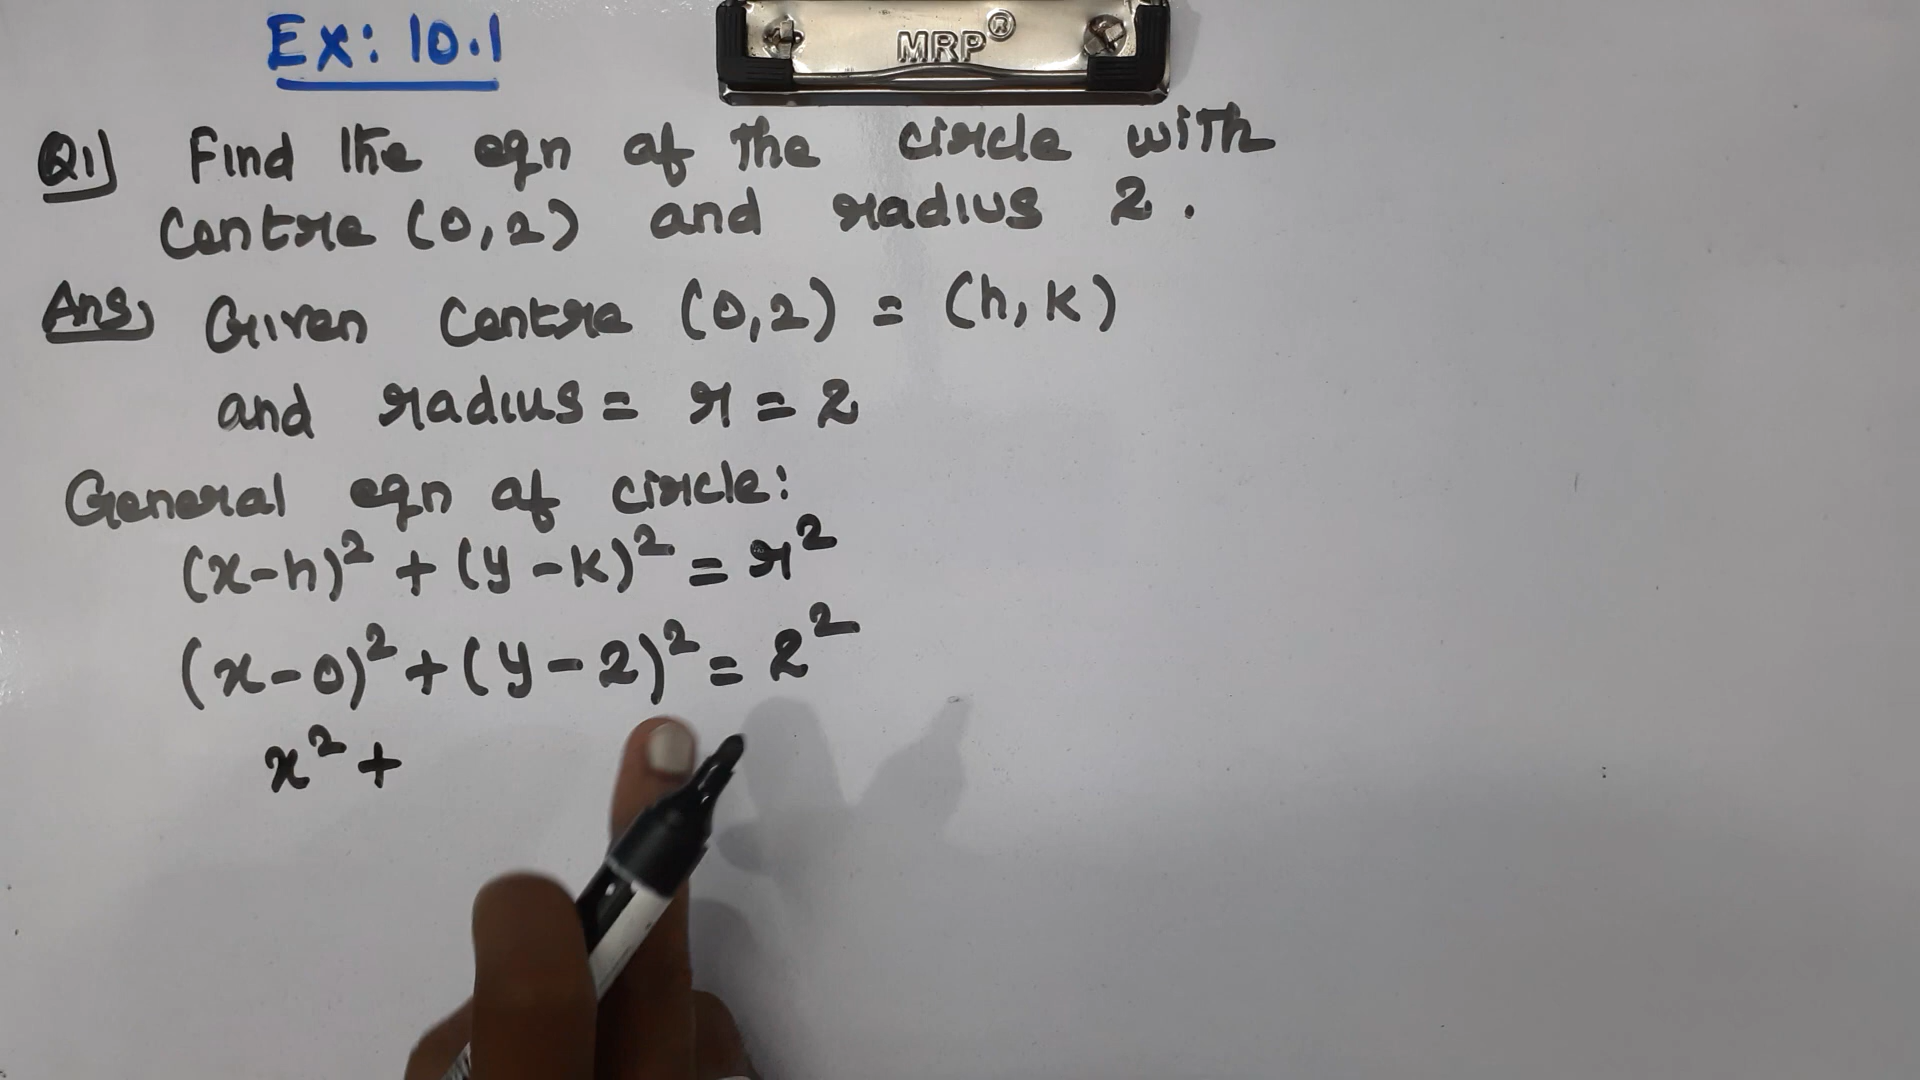 Ex: 10.1
MRP®
Q1) Find the eqn of the circle with
centre (0,2) and radius 2.
Ans) Given centre (0,2) = (h,k)
and radius = r = 2
General eqn of circle:
(x-h)² + (y-k)² = r²
(x-0)² + (y-2)² = 2²
x² +